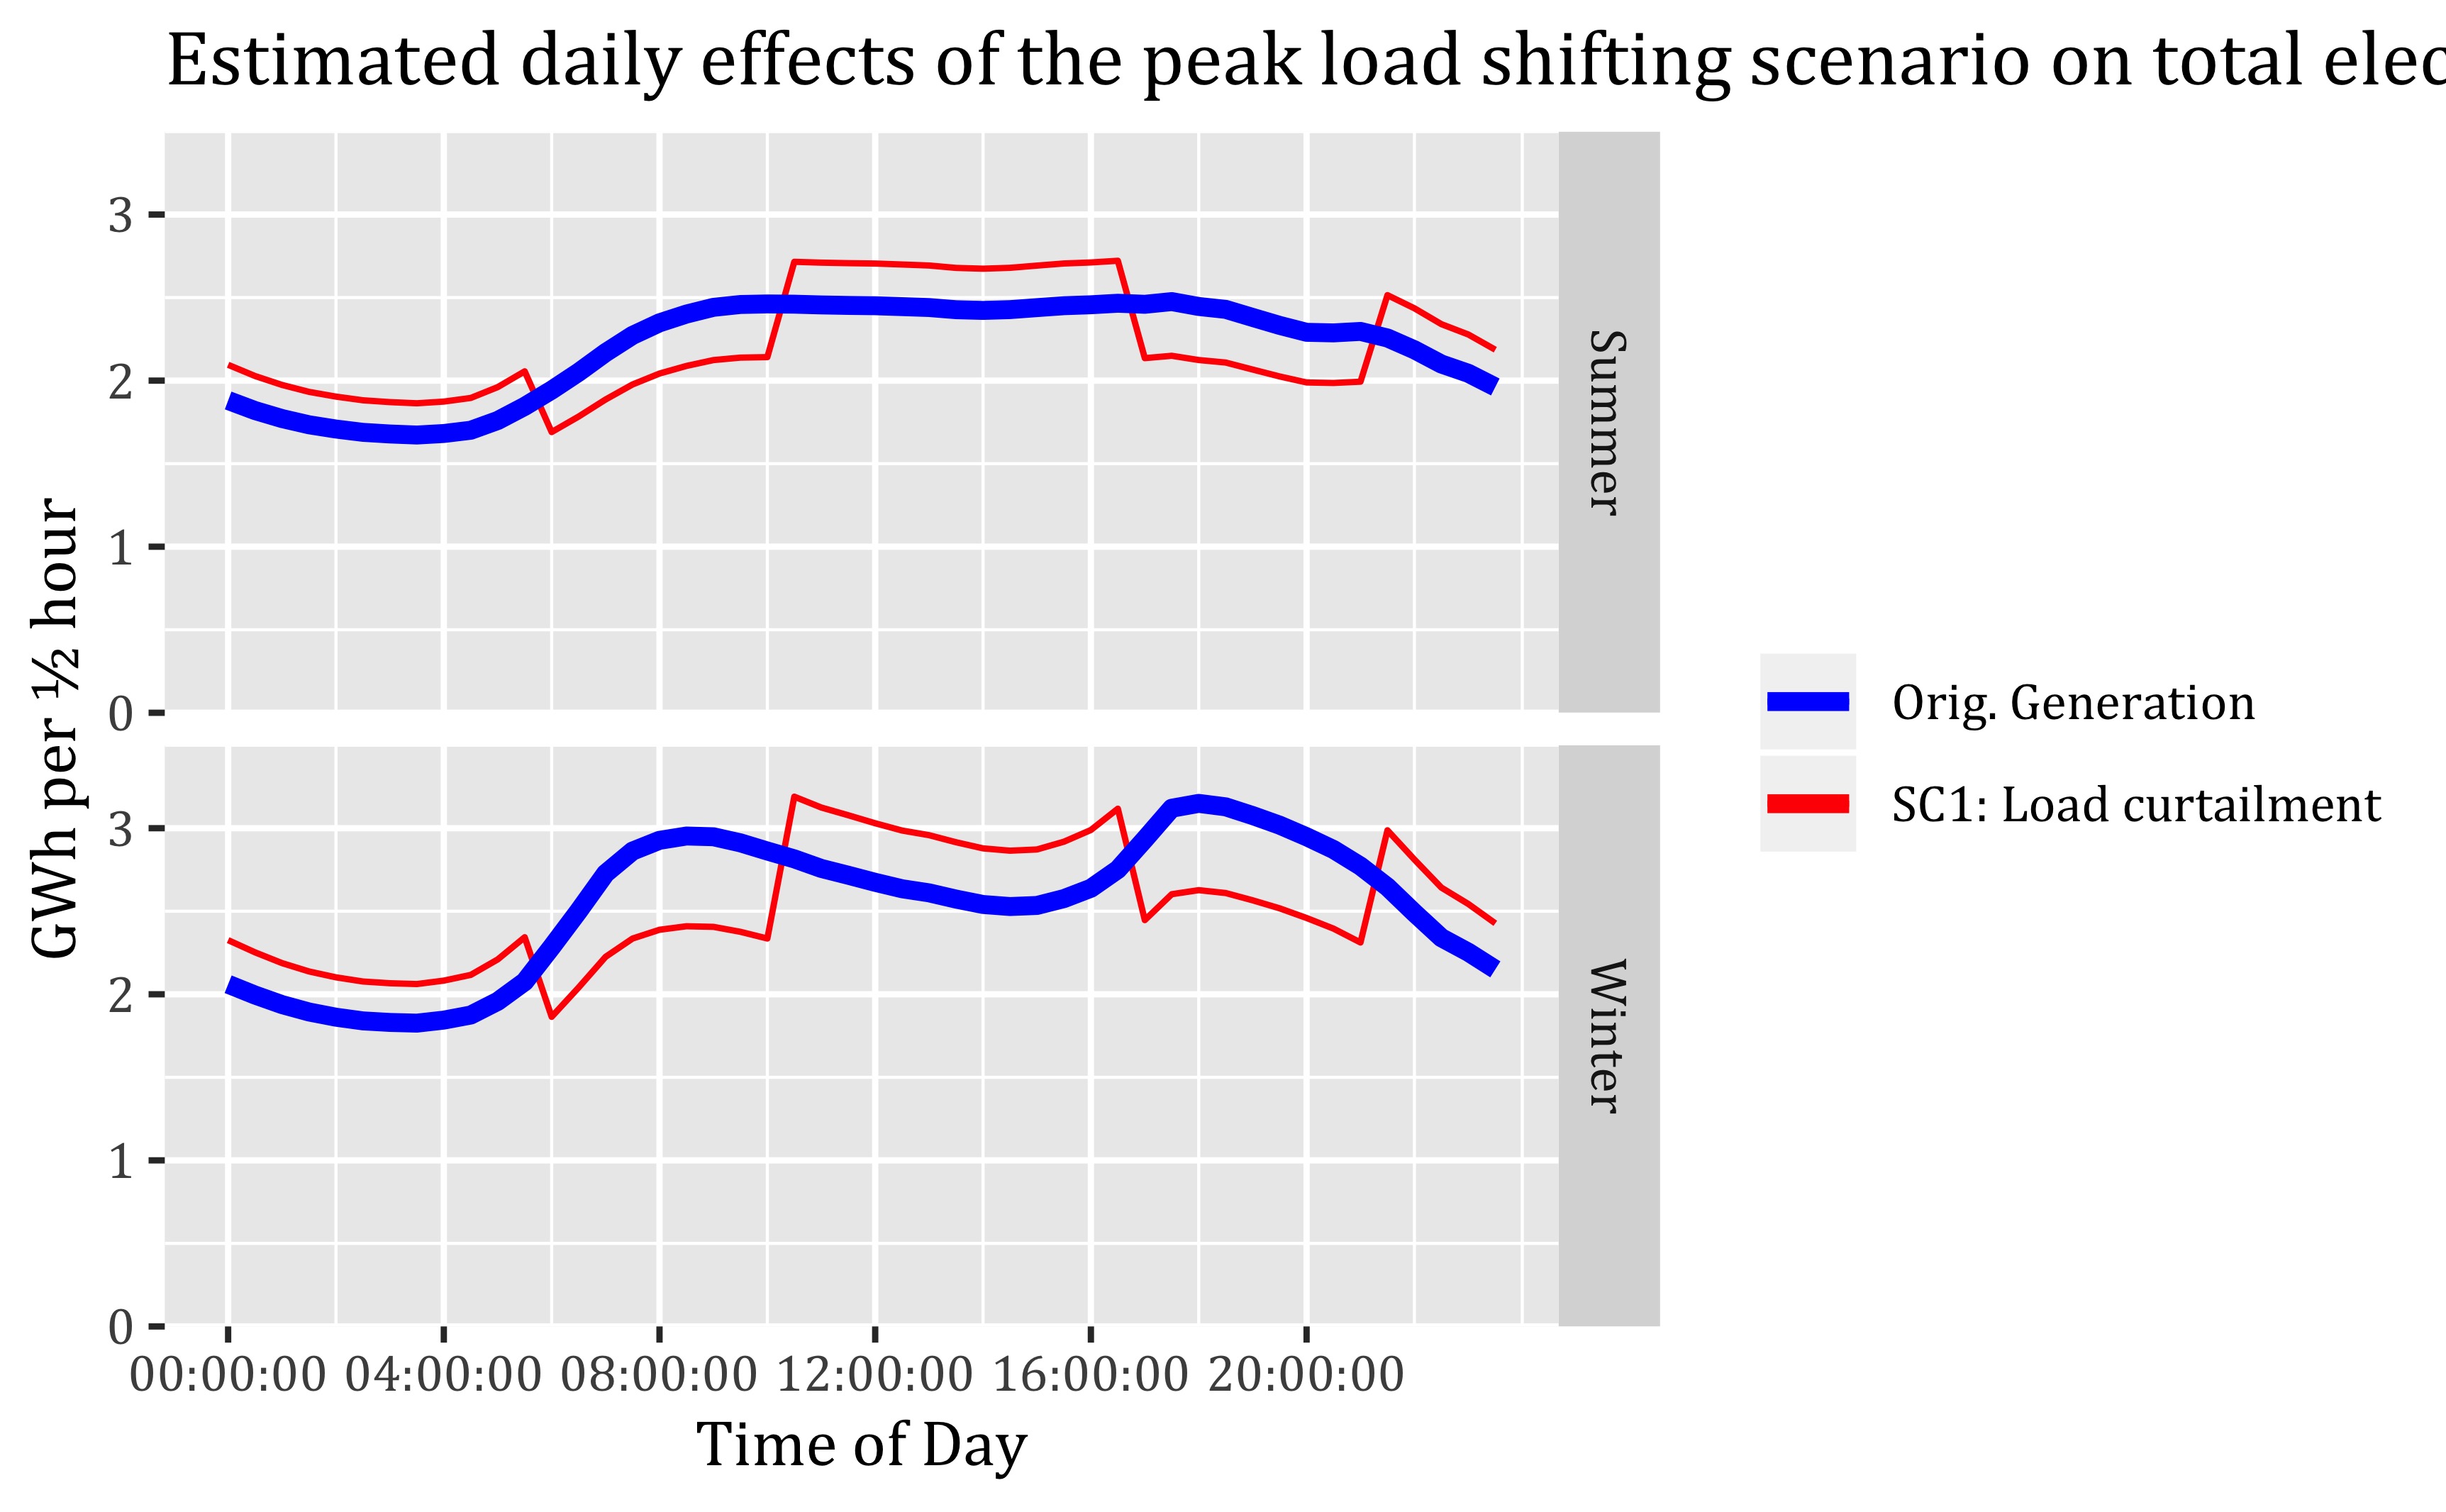 Estimated daily effects of the peak load shifting scenario on total elec
GWh per ½ hour
3
2
1
0
Summer
3
2
1
0
Winter
00:00:00 04:00:00 08:00:00 12:00:00 16:00:00 20:00:00
Time of Day
Orig. Generation
SC1: Load curtailment